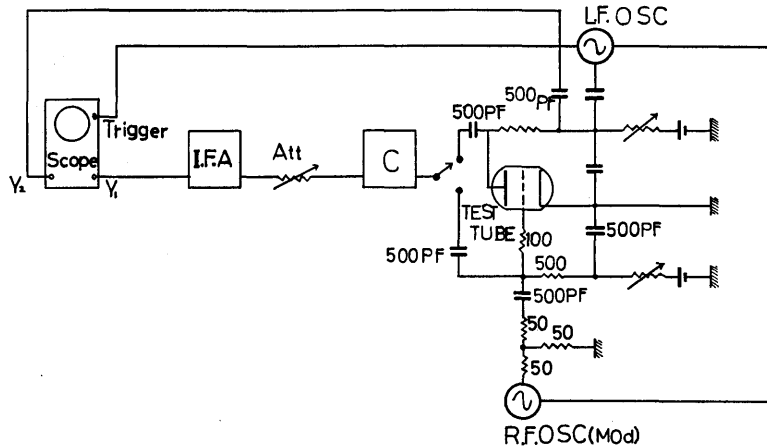 L.F. OSC
500PF
500PF
Trigger
Scope
Y₂
Y₁
I.F.A
Att
C
TEST
TUBE
100
500PF
500PF
500
500PF
50
50
50
R.F.OSC(Mod)